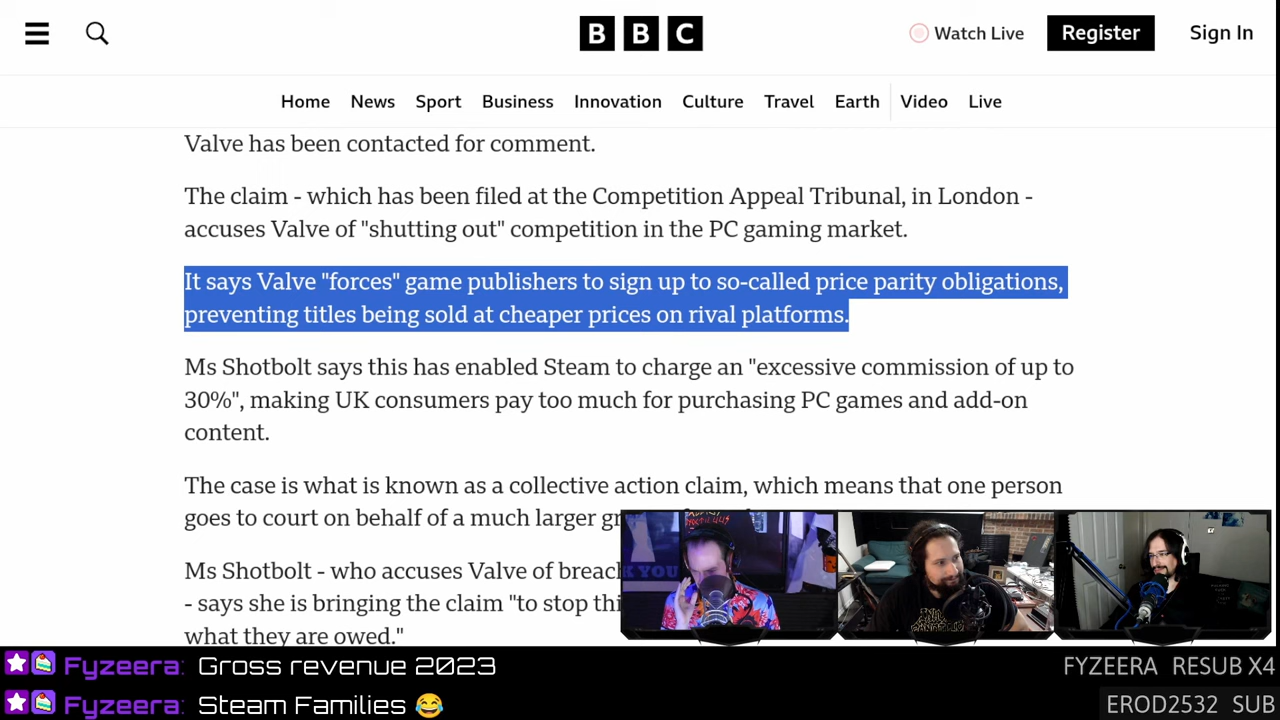 BBC
Watch Live
Register
Sign In
Home News Sport Business Innovation Culture Travel Earth Video Live
Valve has been contacted for comment.
The claim - which has been filed at the Competition Appeal Tribunal, in London -
accuses Valve of "shutting out" competition in the PC gaming market.
It says Valve "forces" game publishers to sign up to so-called price parity obligations,
preventing titles being sold at cheaper prices on rival platforms.
Ms Shotbolt says this has enabled Steam to charge an "excessive commission of up to
30%", making UK consumers pay too much for purchasing PC games and add-on
content.
The case is what is known as a collective action claim, which means that one person
goes to court on behalf of a much larger
Ms Shotbolt - who accuses Valve of
- says she is bringing the claim "to stop
what they are owed."
K YOU
Fyzeera: Gross revenue 2023
FYZEERA RESUB X4
Fyzeera: Steam Families 😂
EROD2532 SUB